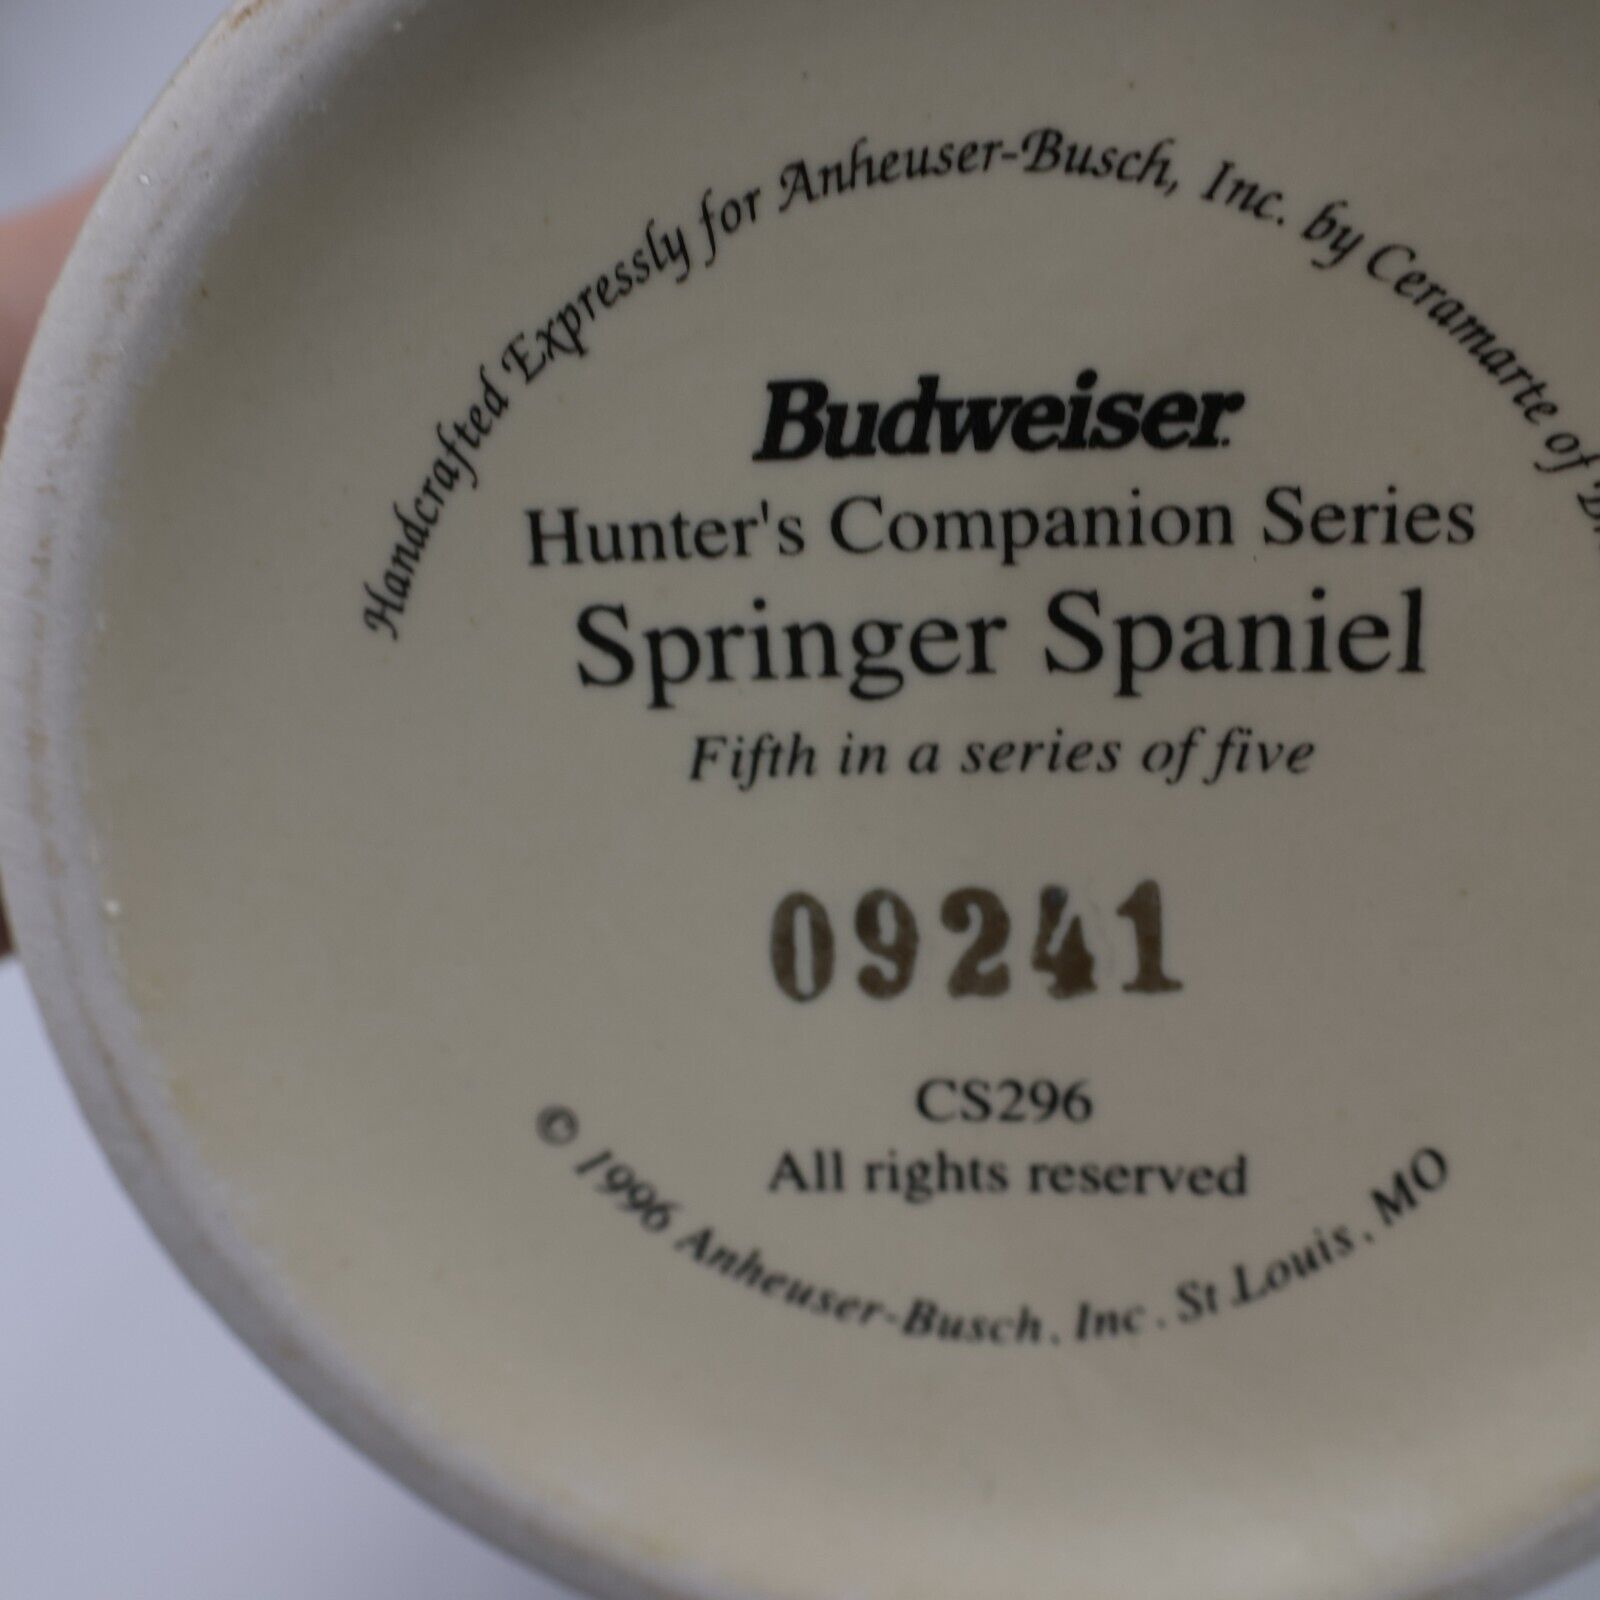 Handcrafted Expressly for Anheuser-Busch, Inc. by Ceramarte of
Budweiser
Hunter's Companion Series
Springer Spaniel
Fifth in a series of five
09241
CS296
All rights reserved
© 1996 Anheuser-Busch, Inc. St. Louis, MO